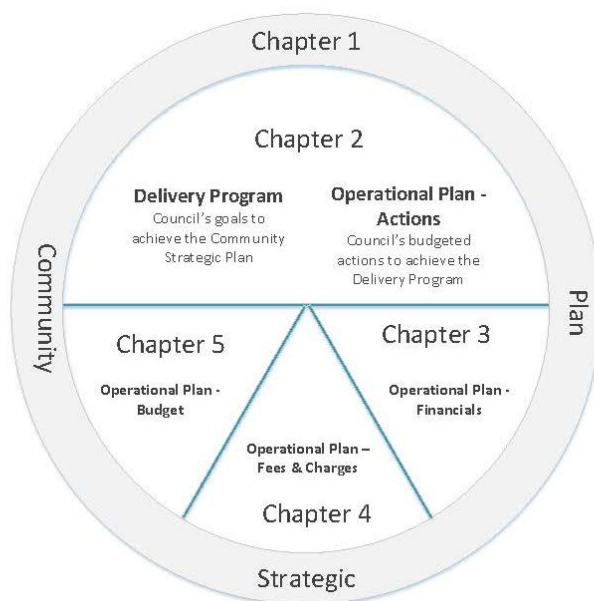 Chapter 1
Chapter 2
Delivery Program
Council's goals to
achieve the Community
Strategic Plan
Operational Plan -
Actions
Council's budgeted
actions to achieve the
Delivery Program
Community
Plan
Chapter 5
Operational Plan -
Budget
Chapter 3
Operational Plan -
Financials
Operational Plan –
Fees & Charges
Chapter 4
Strategic